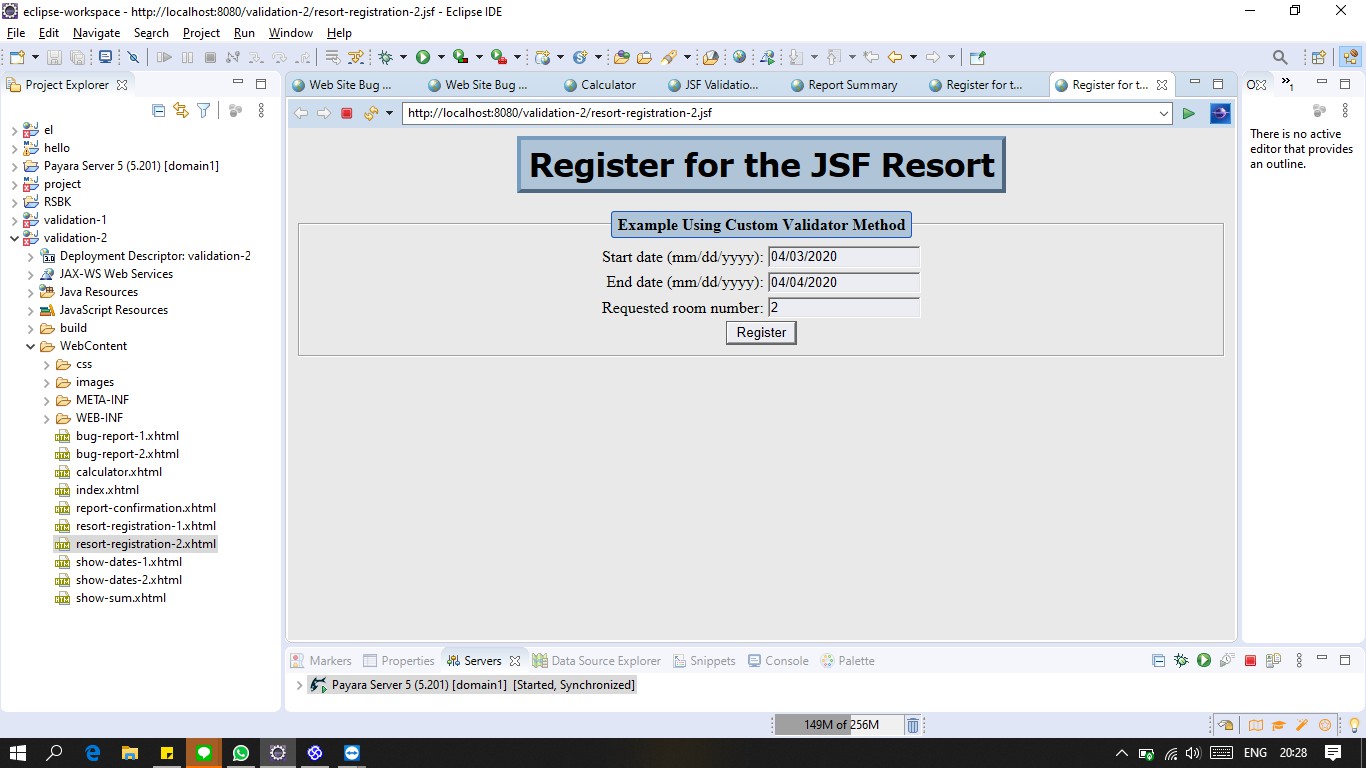 eclipse-workspace - http://localhost:8080/validation-2/resort-registration-2.jsf - Eclipse IDE
File Edit Navigate Search Project Run Window Help
Project Explorer
el
hello
Payara Server 5 (5.201) [domain1]
project
RSBK
validation-1
validation-2
Deployment Descriptor: validation-2
JAX-WS Web Services
Java Resources
JavaScript Resources
build
WebContent
css
images
META-INF
WEB-INF
bug-report-1.xhtml
bug-report-2.xhtml
calculator.xhtml
index.xhtml
report-confirmation.xhtml
resort-registration-1.xhtml
resort-registration-2.xhtml
show-dates-1.xhtml
show-dates-2.xhtml
show-sum.xhtml
Web Site Bug ... Web Site Bug ... Calculator JSF Validatio... Report Summary Register for t... Register for t...
http://localhost:8080/validation-2/resort-registration-2.jsf
Register for the JSF Resort
Example Using Custom Validator Method
Start date (mm/dd/yyyy): 04/03/2020
End date (mm/dd/yyyy): 04/04/2020
Requested room number: 2
Register
Markers Properties Servers Data Source Explorer Snippets Console Palette
Payara Server 5 (5.201) [domain1] [Started, Synchronized]
There is no active
editor that provides
an outline.
149M of 256M
ENG 20:28